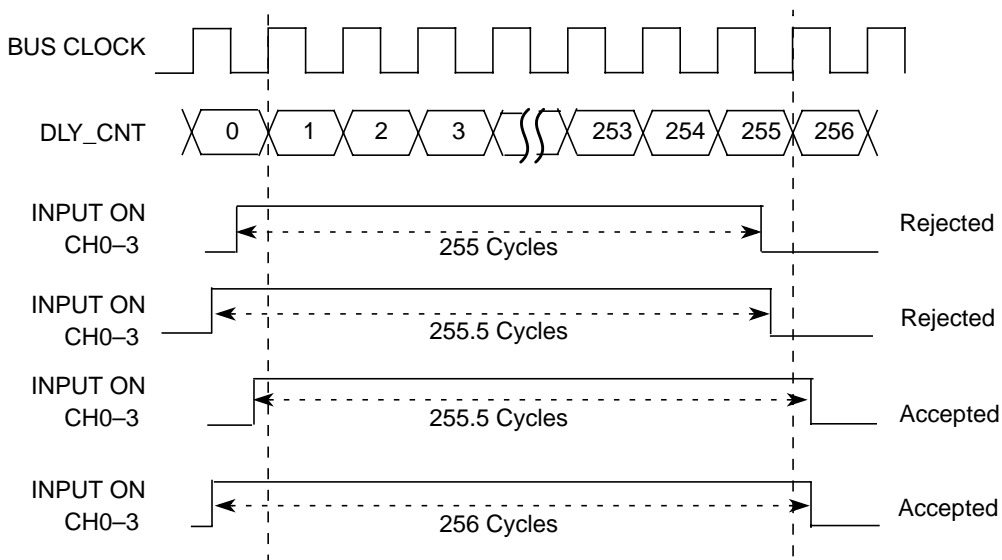 BUS CLOCK
DLY_CNT
0
1
2
3
253
254
255
256
INPUT ON
CH0–3
255 Cycles
Rejected
INPUT ON
CH0–3
255.5 Cycles
Rejected
INPUT ON
CH0–3
255.5 Cycles
Accepted
INPUT ON
CH0–3
256 Cycles
Accepted